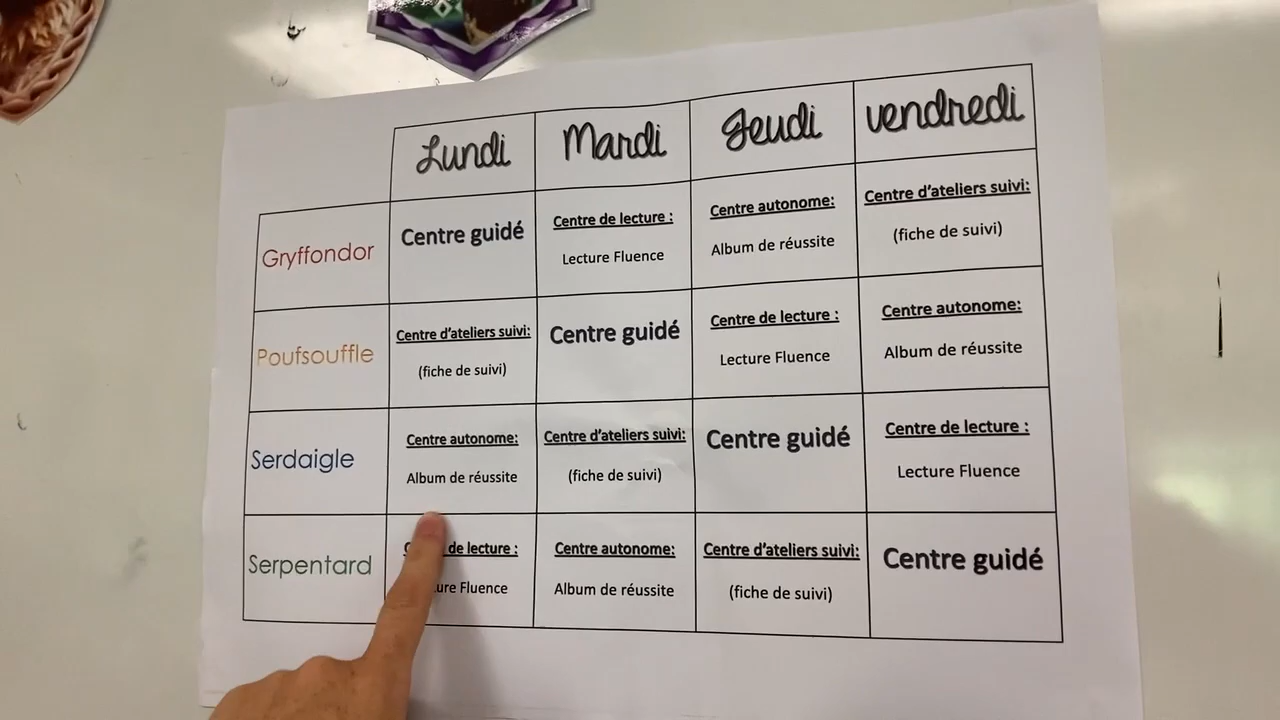 Lundi Mardi Jeudi vendredi
Gryffondor
Centre guidé
Centre de lecture :
Lecture Fluence
Centre autonome:
Album de réussite
Centre d'ateliers suivi:
(fiche de suivi)
Poufsouffle
Centre d'ateliers suivi:
(fiche de suivi)
Centre guidé
Centre de lecture :
Lecture Fluence
Centre autonome:
Album de réussite
Serdaigle
Centre autonome:
Album de réussite
Centre d'ateliers suivi:
(fiche de suivi)
Centre guidé
Centre de lecture :
Lecture Fluence
Serpentard
de lecture :
Fluence
Centre autonome:
Album de réussite
Centre d'ateliers suivi:
(fiche de suivi)
Centre guidé